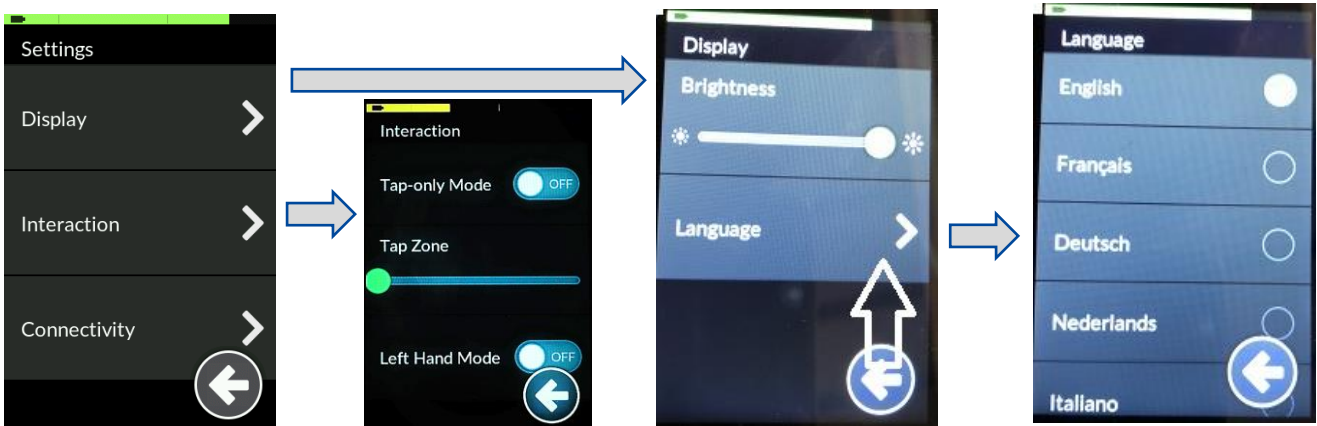 Settings
Display
Interaction
Connectivity
Interaction
Tap-only Mode OFF
Tap Zone
Left Hand Mode OFF
Display
Brightness
Language
Language
English
Français
Deutsch
Nederlands
Italiano